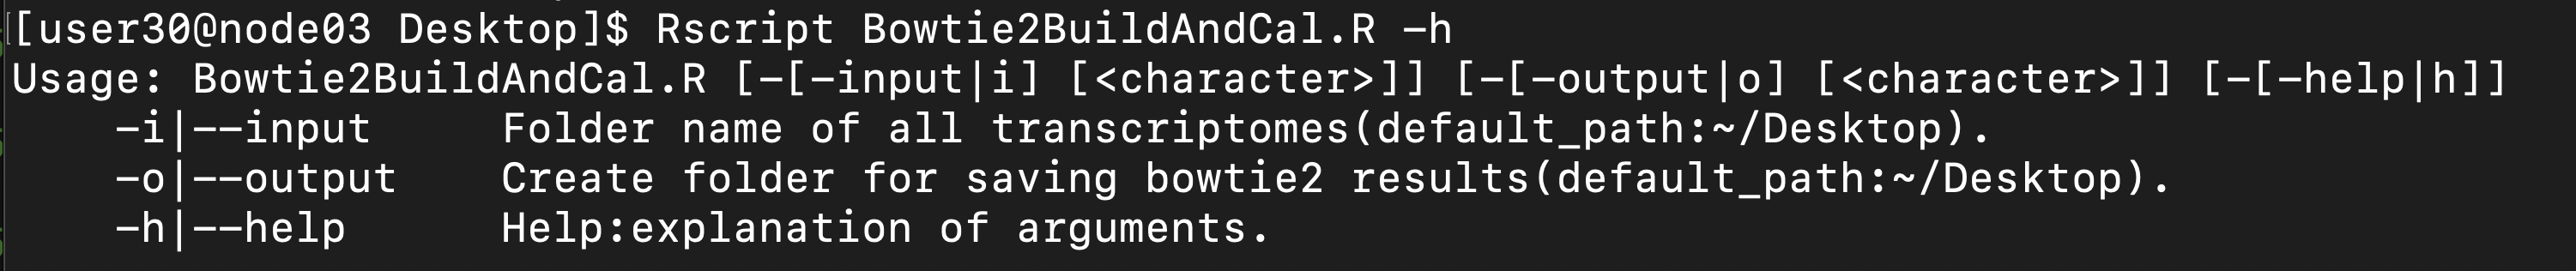 [user30@node03 Desktop]$ Rscript Bowtie2BuildAndCal.R -h
Usage: Bowtie2BuildAndCal.R [-[-input|i] [<character>]] [-[-output|o] [<character>]] [-[-help|h]]
    -i|--input     Folder name of all transcriptomes(default_path:~/Desktop).
    -o|--output    Create folder for saving bowtie2 results(default_path:~/Desktop).
    -h|--help      Help:explanation of arguments.